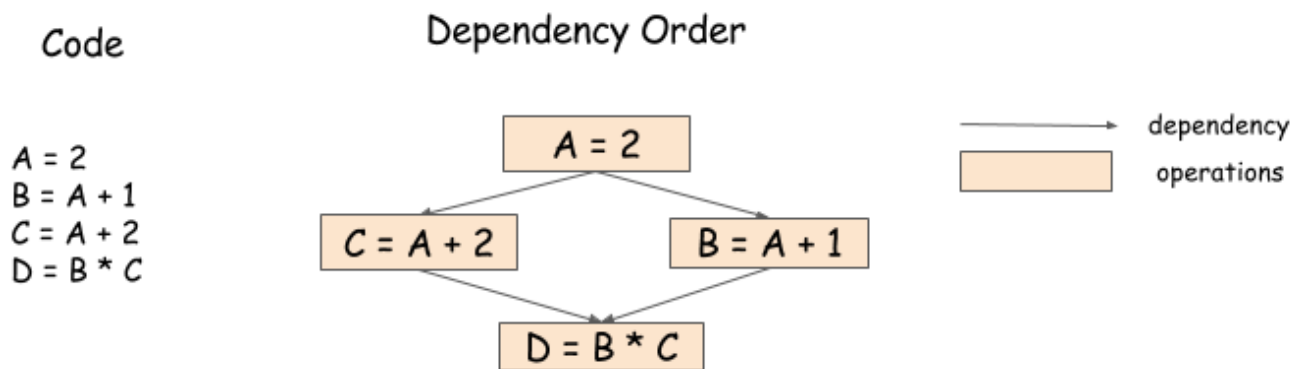 Code
Dependency Order
A = 2
B = A + 1
C = A + 2
D = B * C
A = 2
C = A + 2
B = A + 1
D = B * C
dependency
operations